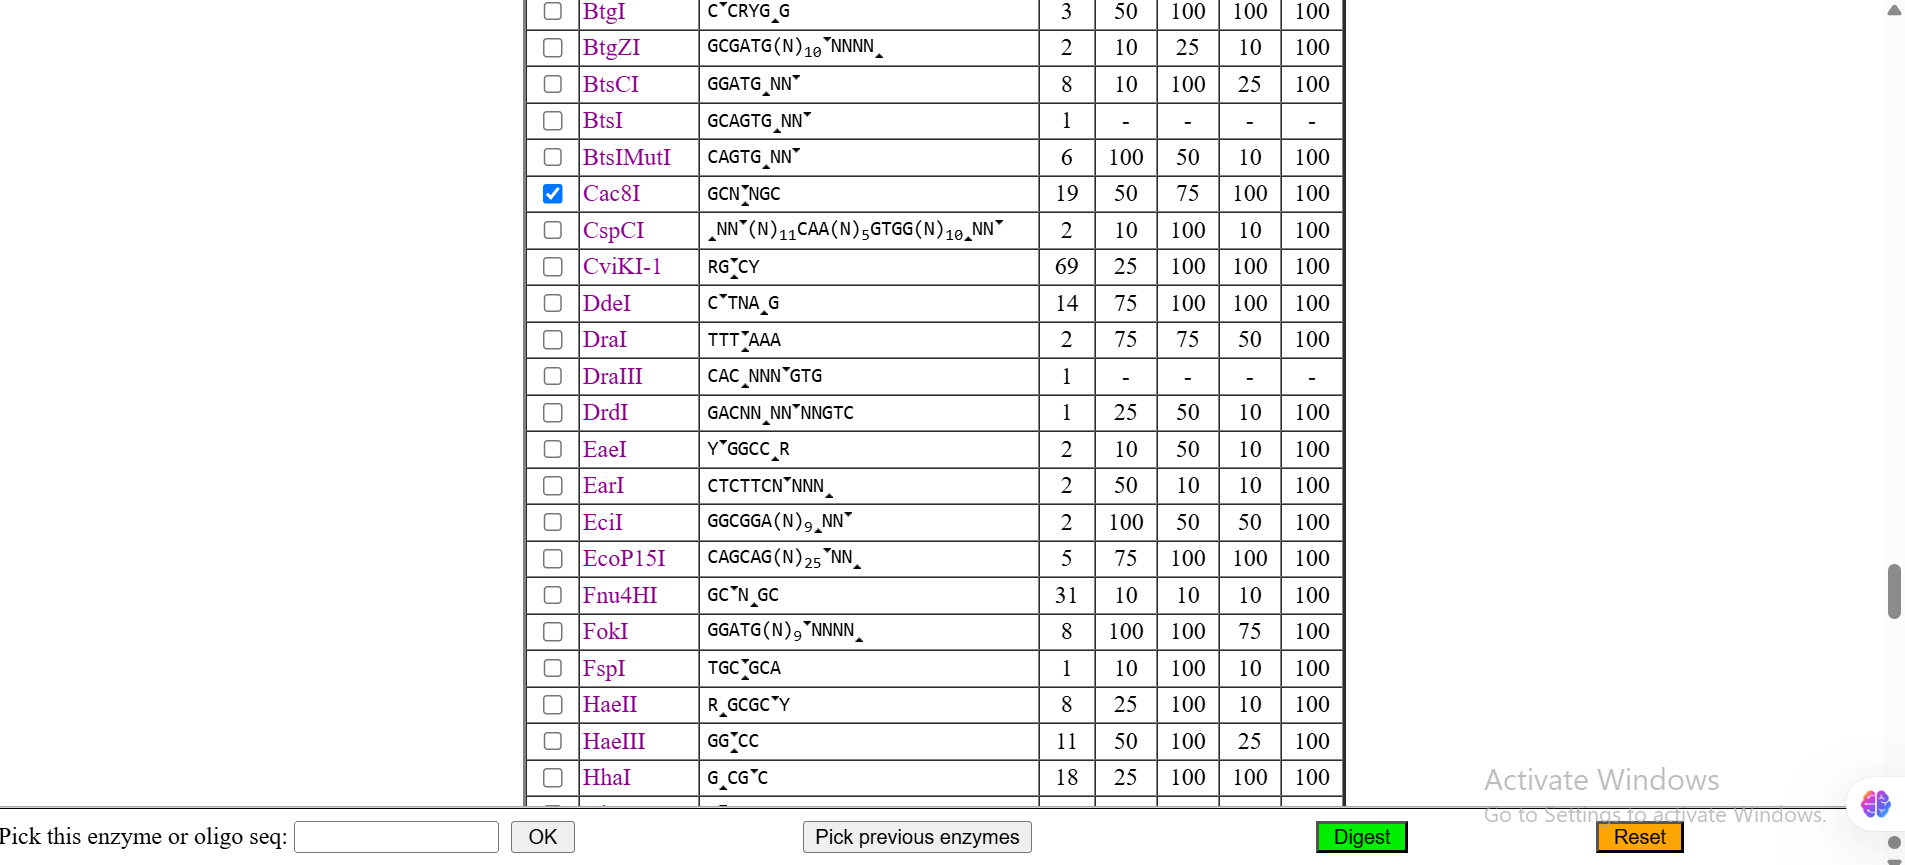 BtgI C▼CRYG▲G 3 50 100 100 100
BtgZI GCGATG(N)10▼NNNN▲ 2 10 25 10 100
BtsCI GGATG▲NN▼ 8 10 100 25 100
BtsI GCAGTG▲NN▼ 1 - - - -
BtsIMutI CAGTG▲NN▼ 6 100 50 10 100
Cac8I GCN▼▲NGC 19 50 75 100 100
CspCI ▲NN▼(N)11CAA(N)5GTGG(N)10▲NN▼ 2 10 100 10 100
CviKI-1 RG▼▲CY 69 25 100 100 100
DdeI C▼TNA▲G 14 75 100 100 100
DraI TTT▼▲AAA 2 75 75 50 100
DraIII CAC▲NNN▼GTG 1 - - - -
DrdI GACNN▲NN▼NNGTC 1 25 50 10 100
EaeI Y▼GGCC▲R 2 10 50 10 100
EarI CTCTTCN▼NNN▲ 2 50 10 10 100
EciI GGCGGA(N)9▲NN▼ 2 100 50 50 100
EcoP15I CAGCAG(N)25▼NN▲ 5 75 100 100 100
Fnu4HI GC▼N▲GC 31 10 10 10 100
FokI GGATG(N)9▼NNNN▲ 8 100 100 75 100
FspI TGC▼▲GCA 1 10 100 10 100
HaeII R▲GCGC▼Y 8 25 100 10 100
HaeIII GG▼▲CC 11 50 100 25 100
HhaI G▲CG▼C 18 25 100 100 100
Activate Windows
Go to Settings to activate Windows.
Pick this enzyme or oligo seq: OK Pick previous enzymes Digest Reset